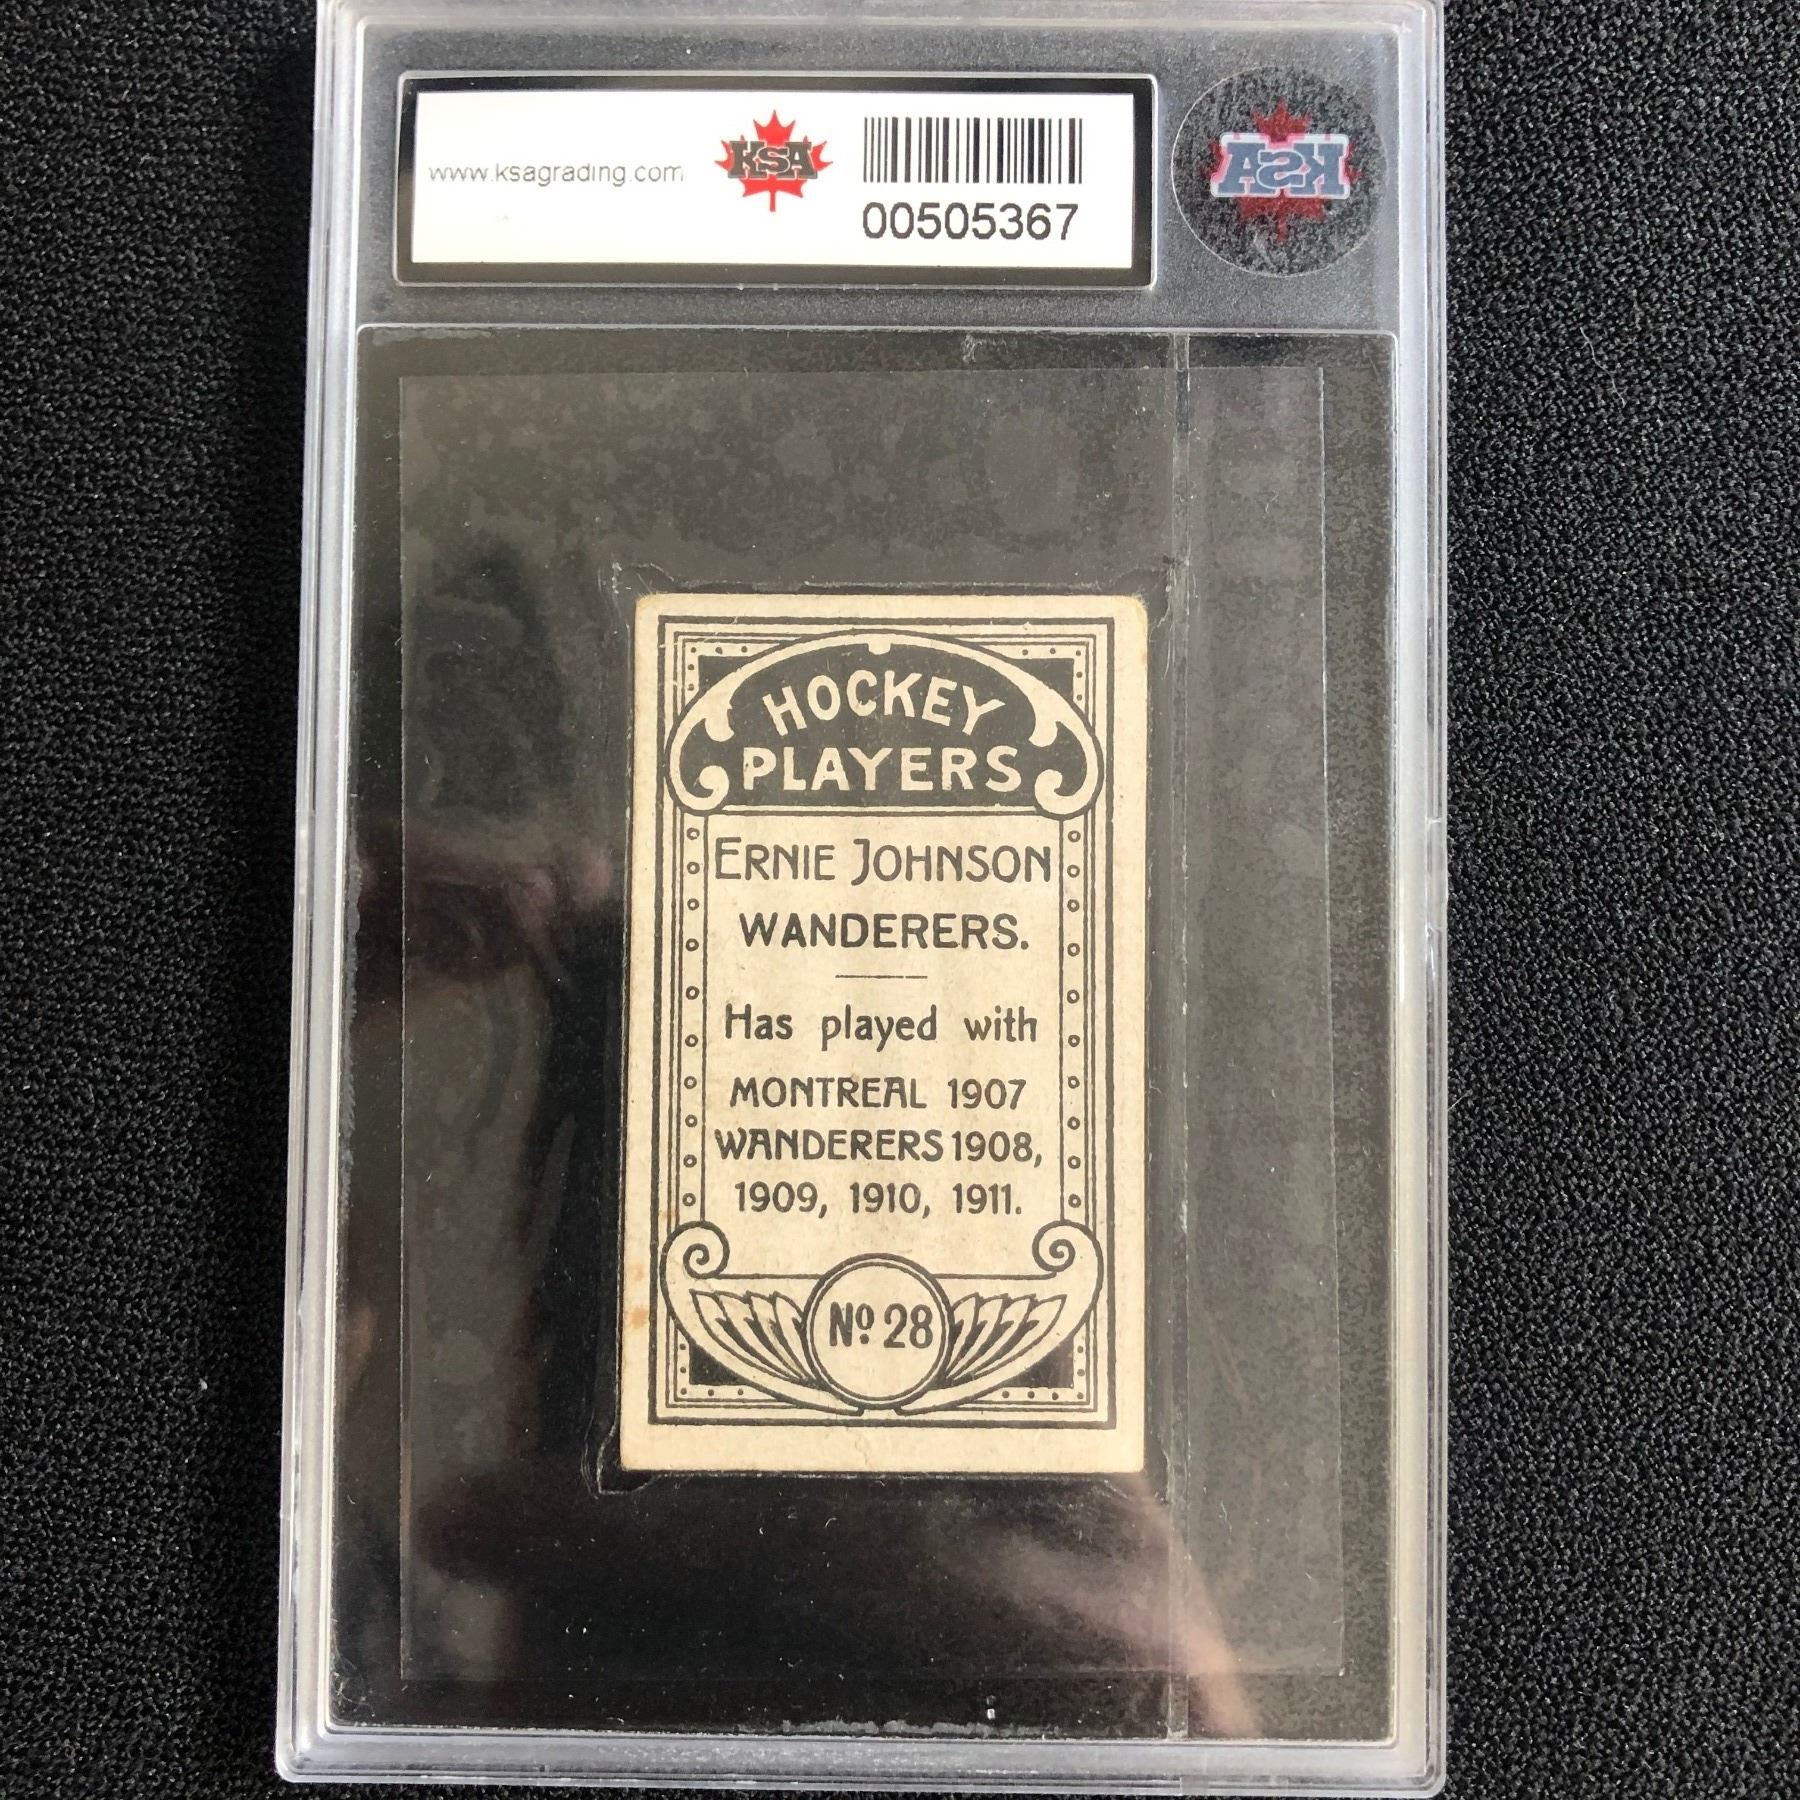 www.ksagrading.com
KSA
00505367
KSA
HOCKEY
PLAYERS
ERNIE JOHNSON
WANDERERS.
Has played with
MONTREAL 1907
WANDERERS 1908,
1909, 1910, 1911.
Nº 28